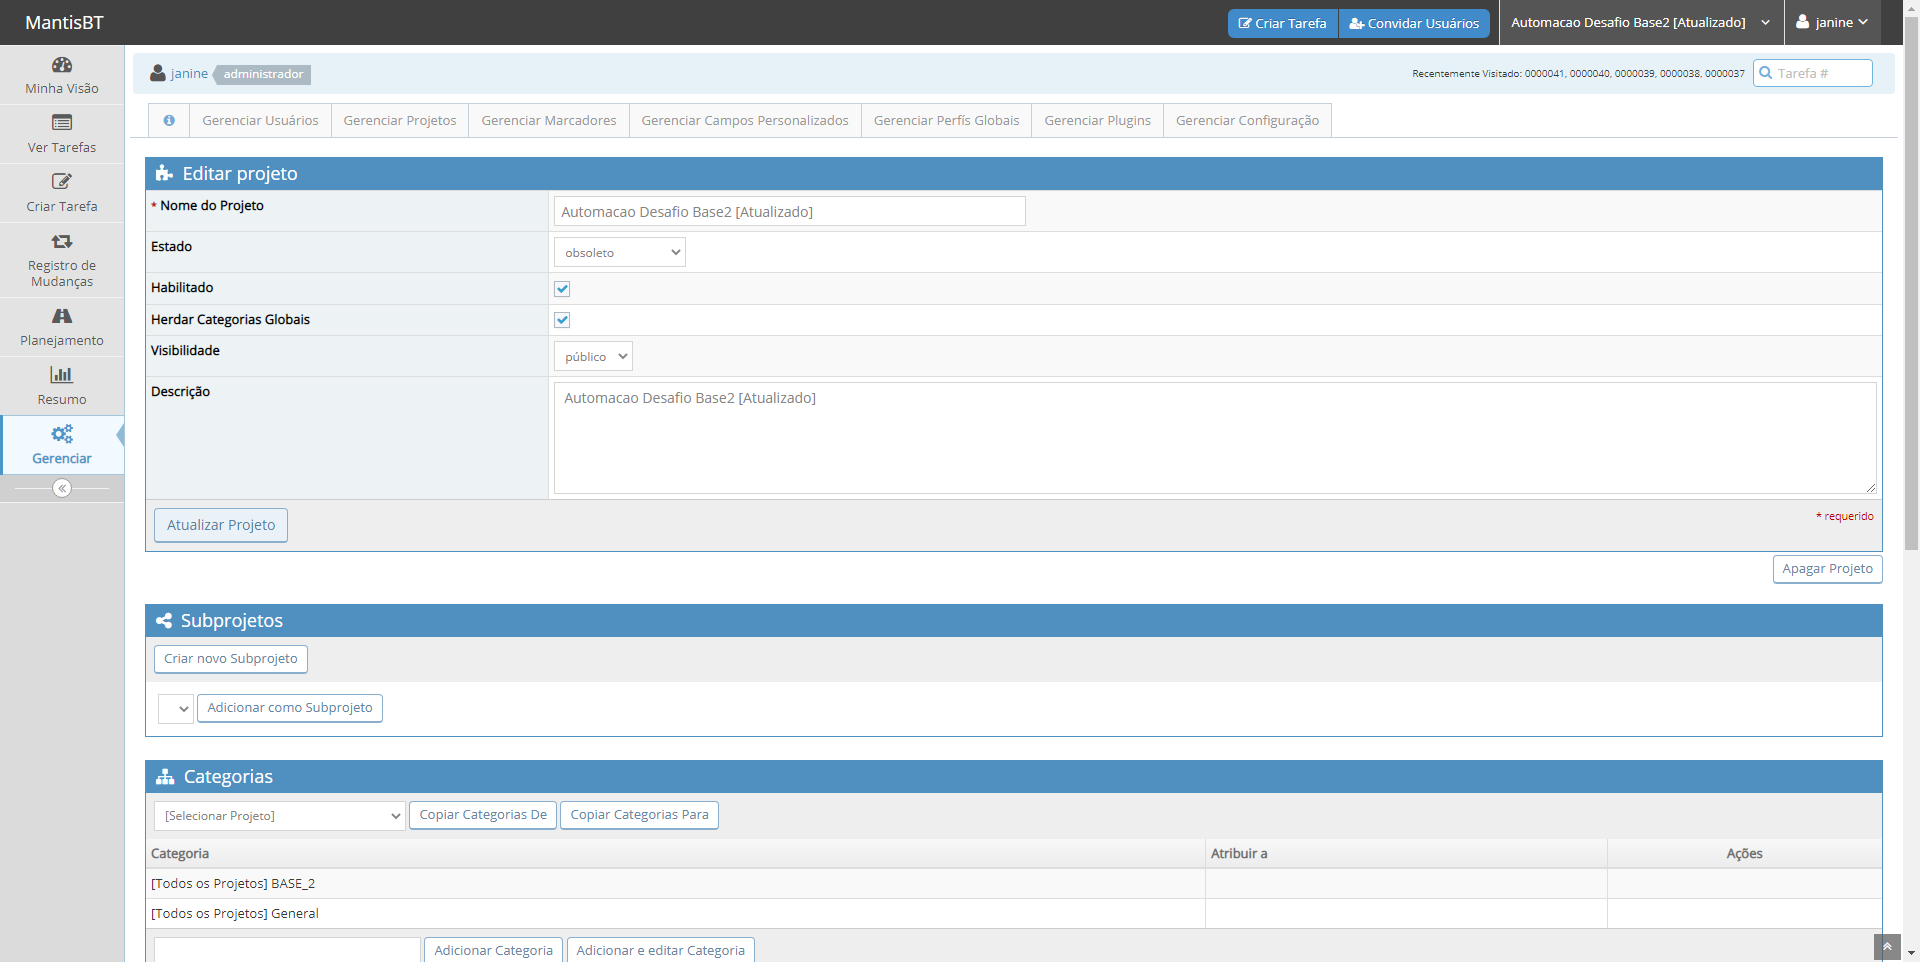 MantisBT
Criar Tarefa
Convidar Usuários
Automacao Desafio Base2 [Atualizado]
janine
Minha Visão
Ver Tarefas
Criar Tarefa
Registro de
Mudanças
Planejamento
Resumo
Gerenciar
janine administrador
Recentemente Visitado: 0000041, 0000040, 0000039, 0000038, 0000037
Tarefa #
Gerenciar Usuários
Gerenciar Projetos
Gerenciar Marcadores
Gerenciar Campos Personalizados
Gerenciar Perfís Globais
Gerenciar Plugins
Gerenciar Configuração
Editar projeto
* Nome do Projeto
Automacao Desafio Base2 [Atualizado]
Estado
obsoleto
Habilitado
Herdar Categorias Globais
Visibilidade
público
Descrição
Automacao Desafio Base2 [Atualizado]
Atualizar Projeto
* requerido
Apagar Projeto
Subprojetos
Criar novo Subprojeto
Adicionar como Subprojeto
Categorias
[Selecionar Projeto]
Copiar Categorias De
Copiar Categorias Para
Categoria
Atribuir a
Ações
[Todos os Projetos] BASE_2
[Todos os Projetos] General
Adicionar Categoria
Adicionar e editar Categoria